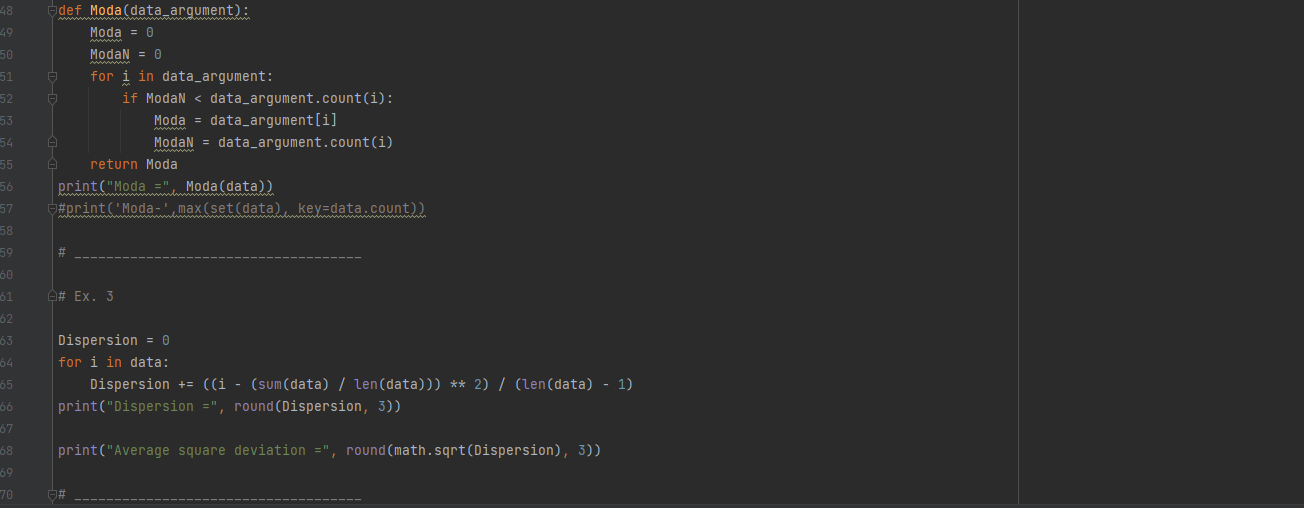 48 def Moda(data_argument):
49     Moda = 0
50     ModaN = 0
51     for i in data_argument:
52         if ModaN < data_argument.count(i):
53             Moda = data_argument[i]
54             ModaN = data_argument.count(i)
55     return Moda
56 print("Moda =", Moda(data))
57 #print('Moda-',max(set(data), key=data.count))
58
59 # ____________________________________
60
61 # Ex. 3
62
63 Dispersion = 0
64 for i in data:
65     Dispersion += ((i - (sum(data) / len(data))) ** 2) / (len(data) - 1)
66 print("Dispersion =", round(Dispersion, 3))
67
68 print("Average square deviation =", round(math.sqrt(Dispersion), 3))
69
70 # ____________________________________